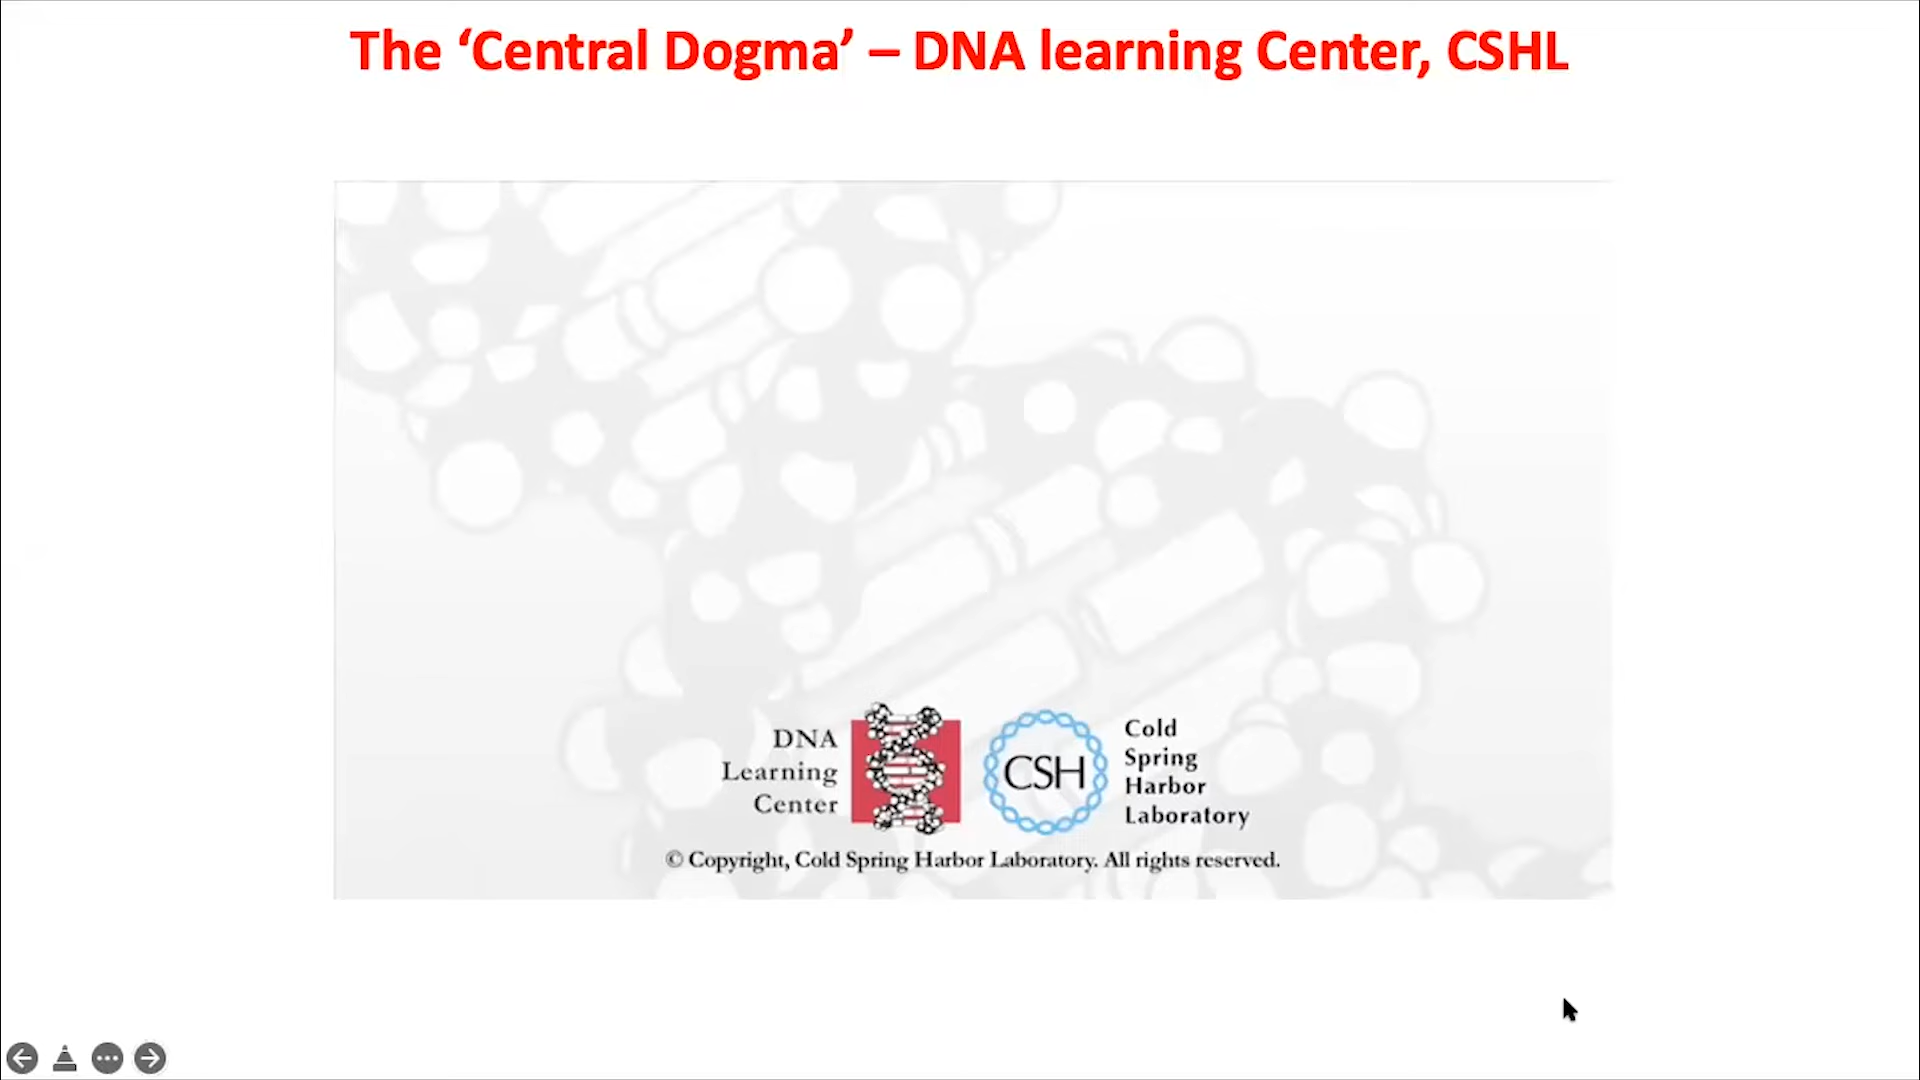 The ‘Central Dogma’ – DNA learning Center, CSHL
DNA
Learning
Center
CSH
Cold
Spring
Harbor
Laboratory
© Copyright, Cold Spring Harbor Laboratory. All rights reserved.